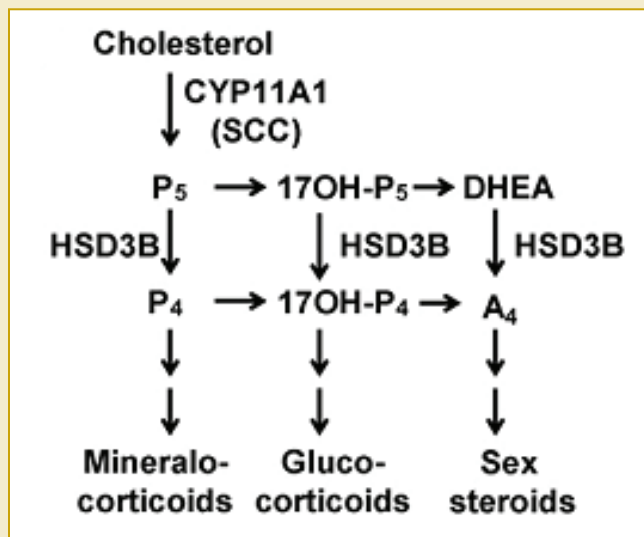 Cholesterol
CYP11A1
(SCC)
P5 → 17OH-P5 → DHEA
HSD3B HSD3B HSD3B
P4 → 17OH-P4 → A4
Mineralo- Gluco- Sex
corticoids corticoids steroids